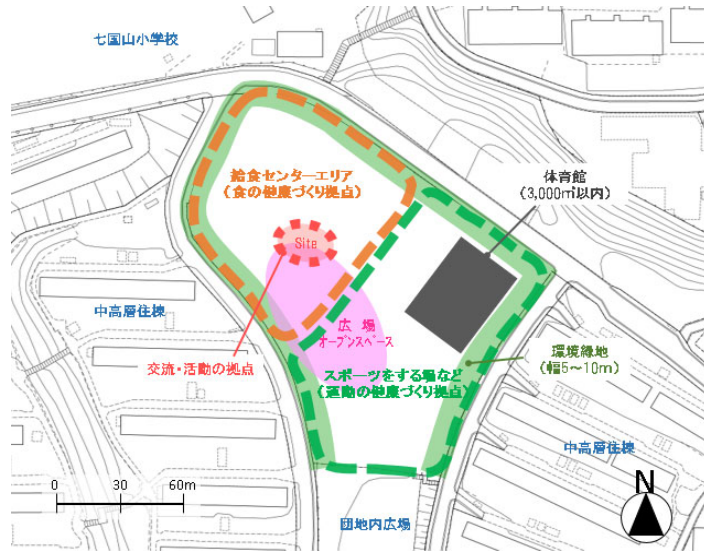 七国山小学校
給食センターエリア
（食の健康づくり拠点）
体育館
（3,000㎡以内）
Site
中高層住棟
広　場
オープンスペース
交流・活動の拠点
スポーツをする場など
（運動の健康づくり拠点）
環境緑地
（幅5～10m）
中高層住棟
0　30　60m
団地内広場
N